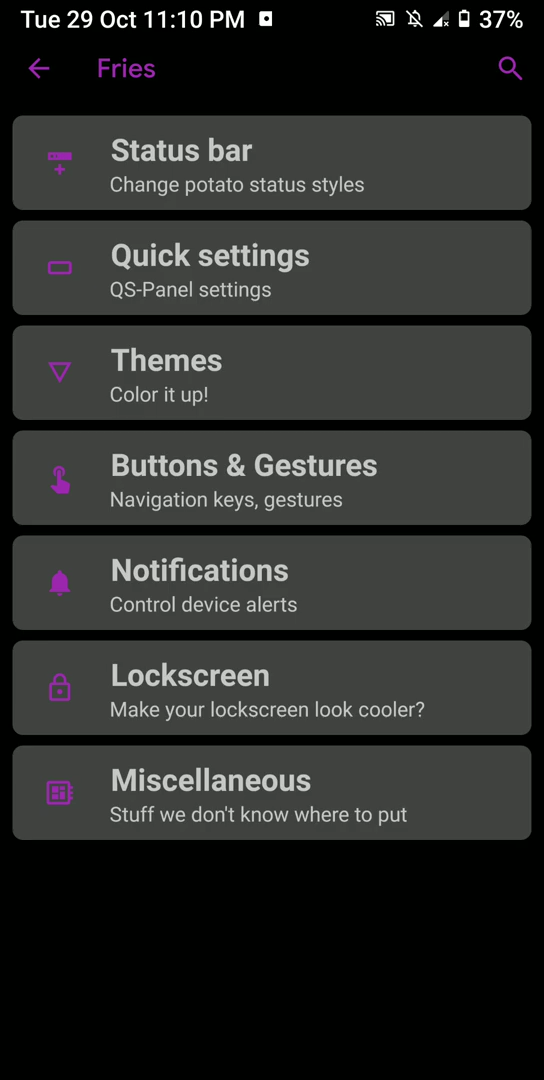 Tue 29 Oct 11:10 PM 37%
Fries
Status bar
Change potato status styles
Quick settings
QS-Panel settings
Themes
Color it up!
Buttons & Gestures
Navigation keys, gestures
Notifications
Control device alerts
Lockscreen
Make your lockscreen look cooler?
Miscellaneous
Stuff we don't know where to put